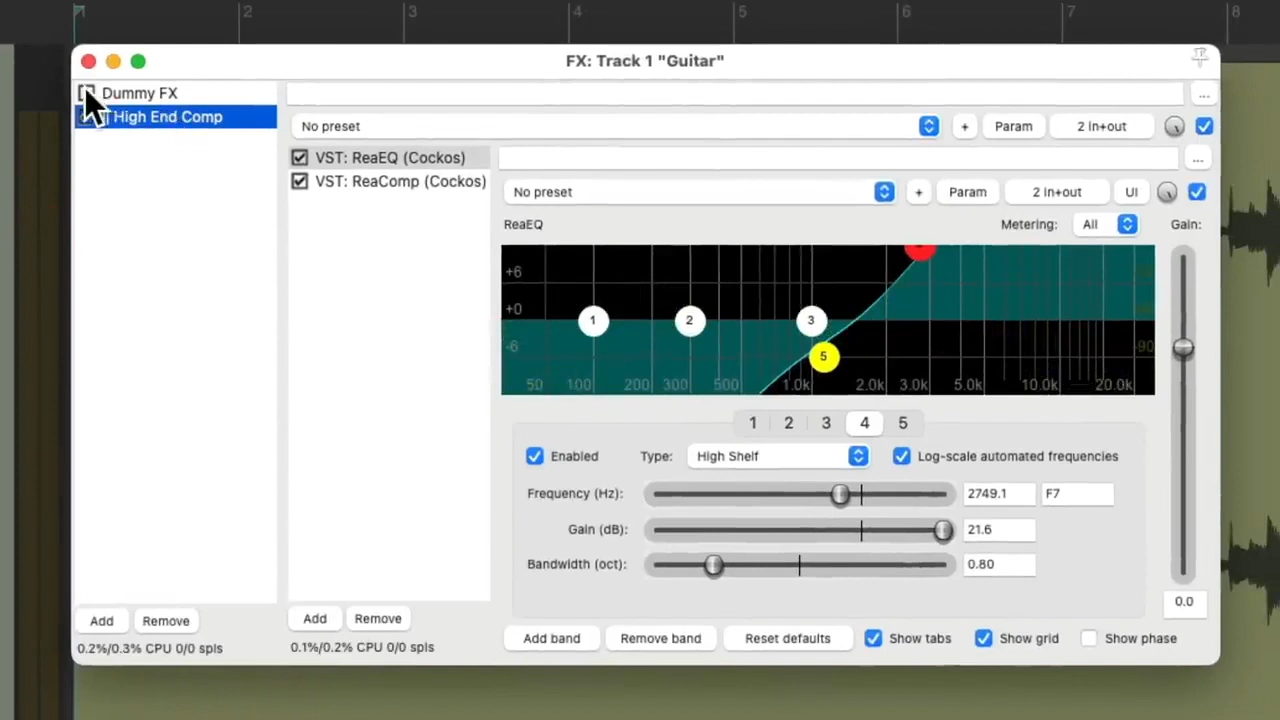 1 2 3 4 5 6 7 8
FX: Track 1 "Guitar"
Dummy FX
High End Comp
...
No preset + Param 2 in+out
VST: ReaEQ (Cockos)
VST: ReaComp (Cockos)
...
No preset + Param 2 in+out UI
ReaEQ Metering: All Gain:
+6
+0
-6 -90
1 2 3 5
50 100 200 300 500 1.0k 2.0k 3.0k 5.0k 10.0k 20.0k
1 2 3 4 5
Enabled Type: High Shelf Log-scale automated frequencies
Frequency (Hz): 2749.1 F7
Gain (dB): 21.6
Bandwidth (oct): 0.80
0.0
Add Remove Add Remove Add band Remove band Reset defaults Show tabs Show grid Show phase
0.2%/0.3% CPU 0/0 spls 0.1%/0.2% CPU 0/0 spls